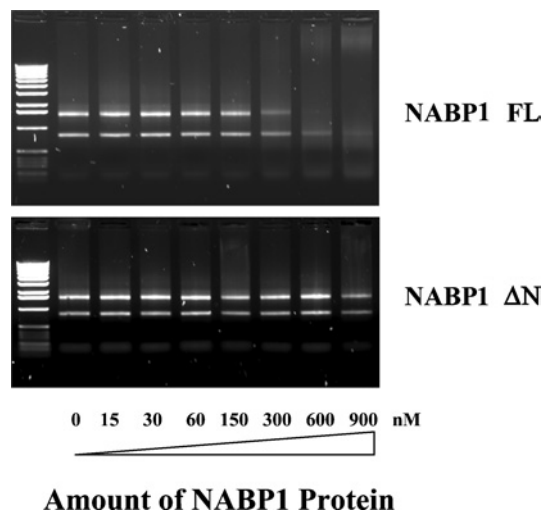 NABP1 FL
NABP1 ΔN
0 15 30 60 150 300 600 900 nM
Amount of NABP1 Protein